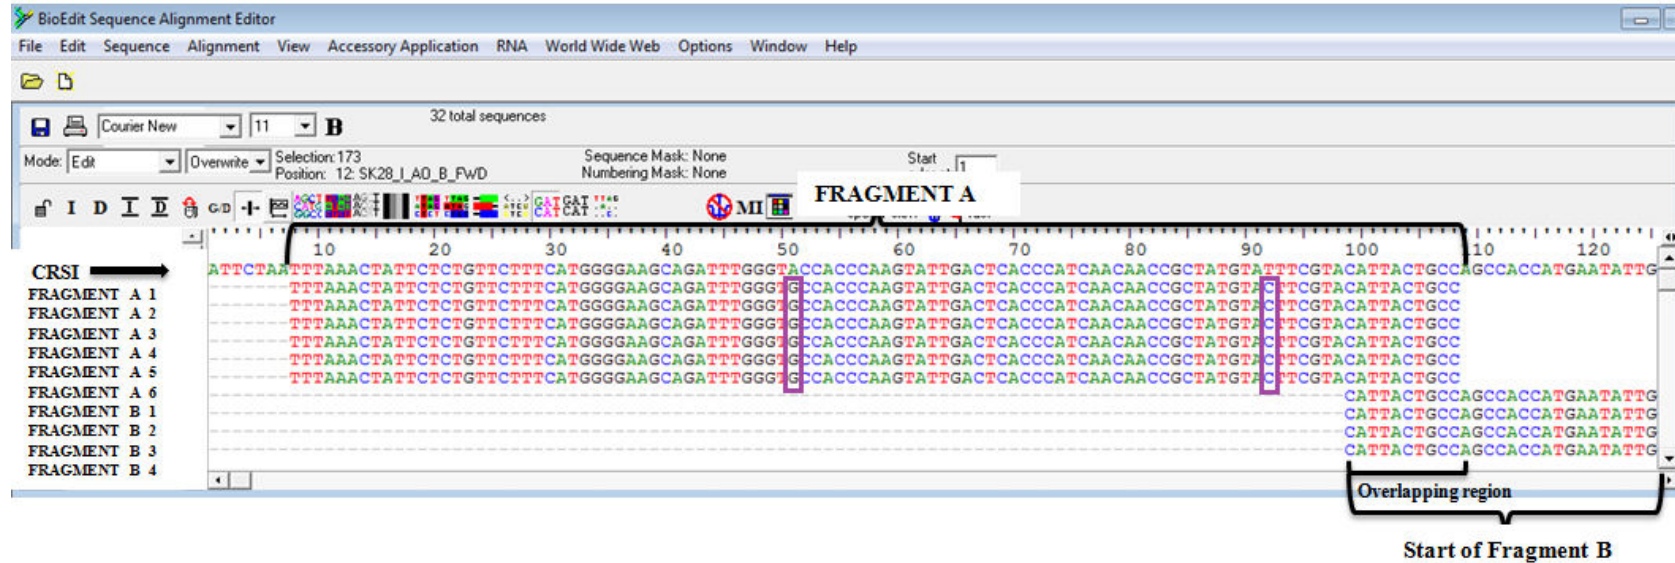 BioEdit Sequence Alignment Editor
File Edit Sequence Alignment View Accessory Application RNA World Wide Web Options Window Help
Courier New 11 B 32 total sequences
Mode: Edit Overwrite Selection: 173 Sequence Mask: None Start
Position: 12: SK28_I_A0_B_FWD Numbering Mask: None 1
FRAGMENT A
I D I D G/D MI
10 20 30 40 50 60 70 80 90 100 110 120
CRSI ATTCTAATTTAAACTATTCTCTGTTCTTTCATGGGGAAGCAGATTTGGGTACCACCCAAGTATTGACTCACCCATCAACAACCGCTATGTATTTCGTACATTACTGCCAGCCACCATGAATATTG
FRAGMENT A 1 TTTAAACTATTCTCTGTTCTTTCATGGGGAAGCAGATTTGGGTGCCACCCAAGTATTGACTCACCCATCAACAACCGCTATGTACTTCGTACATTACTGCC
FRAGMENT A 2 TTTAAACTATTCTCTGTTCTTTCATGGGGAAGCAGATTTGGGTGCCACCCAAGTATTGACTCACCCATCAACAACCGCTATGTACTTCGTACATTACTGCC
FRAGMENT A 3 TTTAAACTATTCTCTGTTCTTTCATGGGGAAGCAGATTTGGGTGCCACCCAAGTATTGACTCACCCATCAACAACCGCTATGTACTTCGTACATTACTGCC
FRAGMENT A 4 TTTAAACTATTCTCTGTTCTTTCATGGGGAAGCAGATTTGGGTGCCACCCAAGTATTGACTCACCCATCAACAACCGCTATGTACTTCGTACATTACTGCC
FRAGMENT A 5 TTTAAACTATTCTCTGTTCTTTCATGGGGAAGCAGATTTGGGTGCCACCCAAGTATTGACTCACCCATCAACAACCGCTATGTACTTCGTACATTACTGCC
FRAGMENT A 6 TTTAAACTATTCTCTGTTCTTTCATGGGGAAGCAGATTTGGGTGCCACCCAAGTATTGACTCACCCATCAACAACCGCTATGTACTTCGTACATTACTGCC
FRAGMENT B 1 CATTACTGCCAGCCACCATGAATATTG
FRAGMENT B 2 CATTACTGCCAGCCACCATGAATATTG
FRAGMENT B 3 CATTACTGCCAGCCACCATGAATATTG
FRAGMENT B 4 CATTACTGCCAGCCACCATGAATATTG
Overlapping region
Start of Fragment B